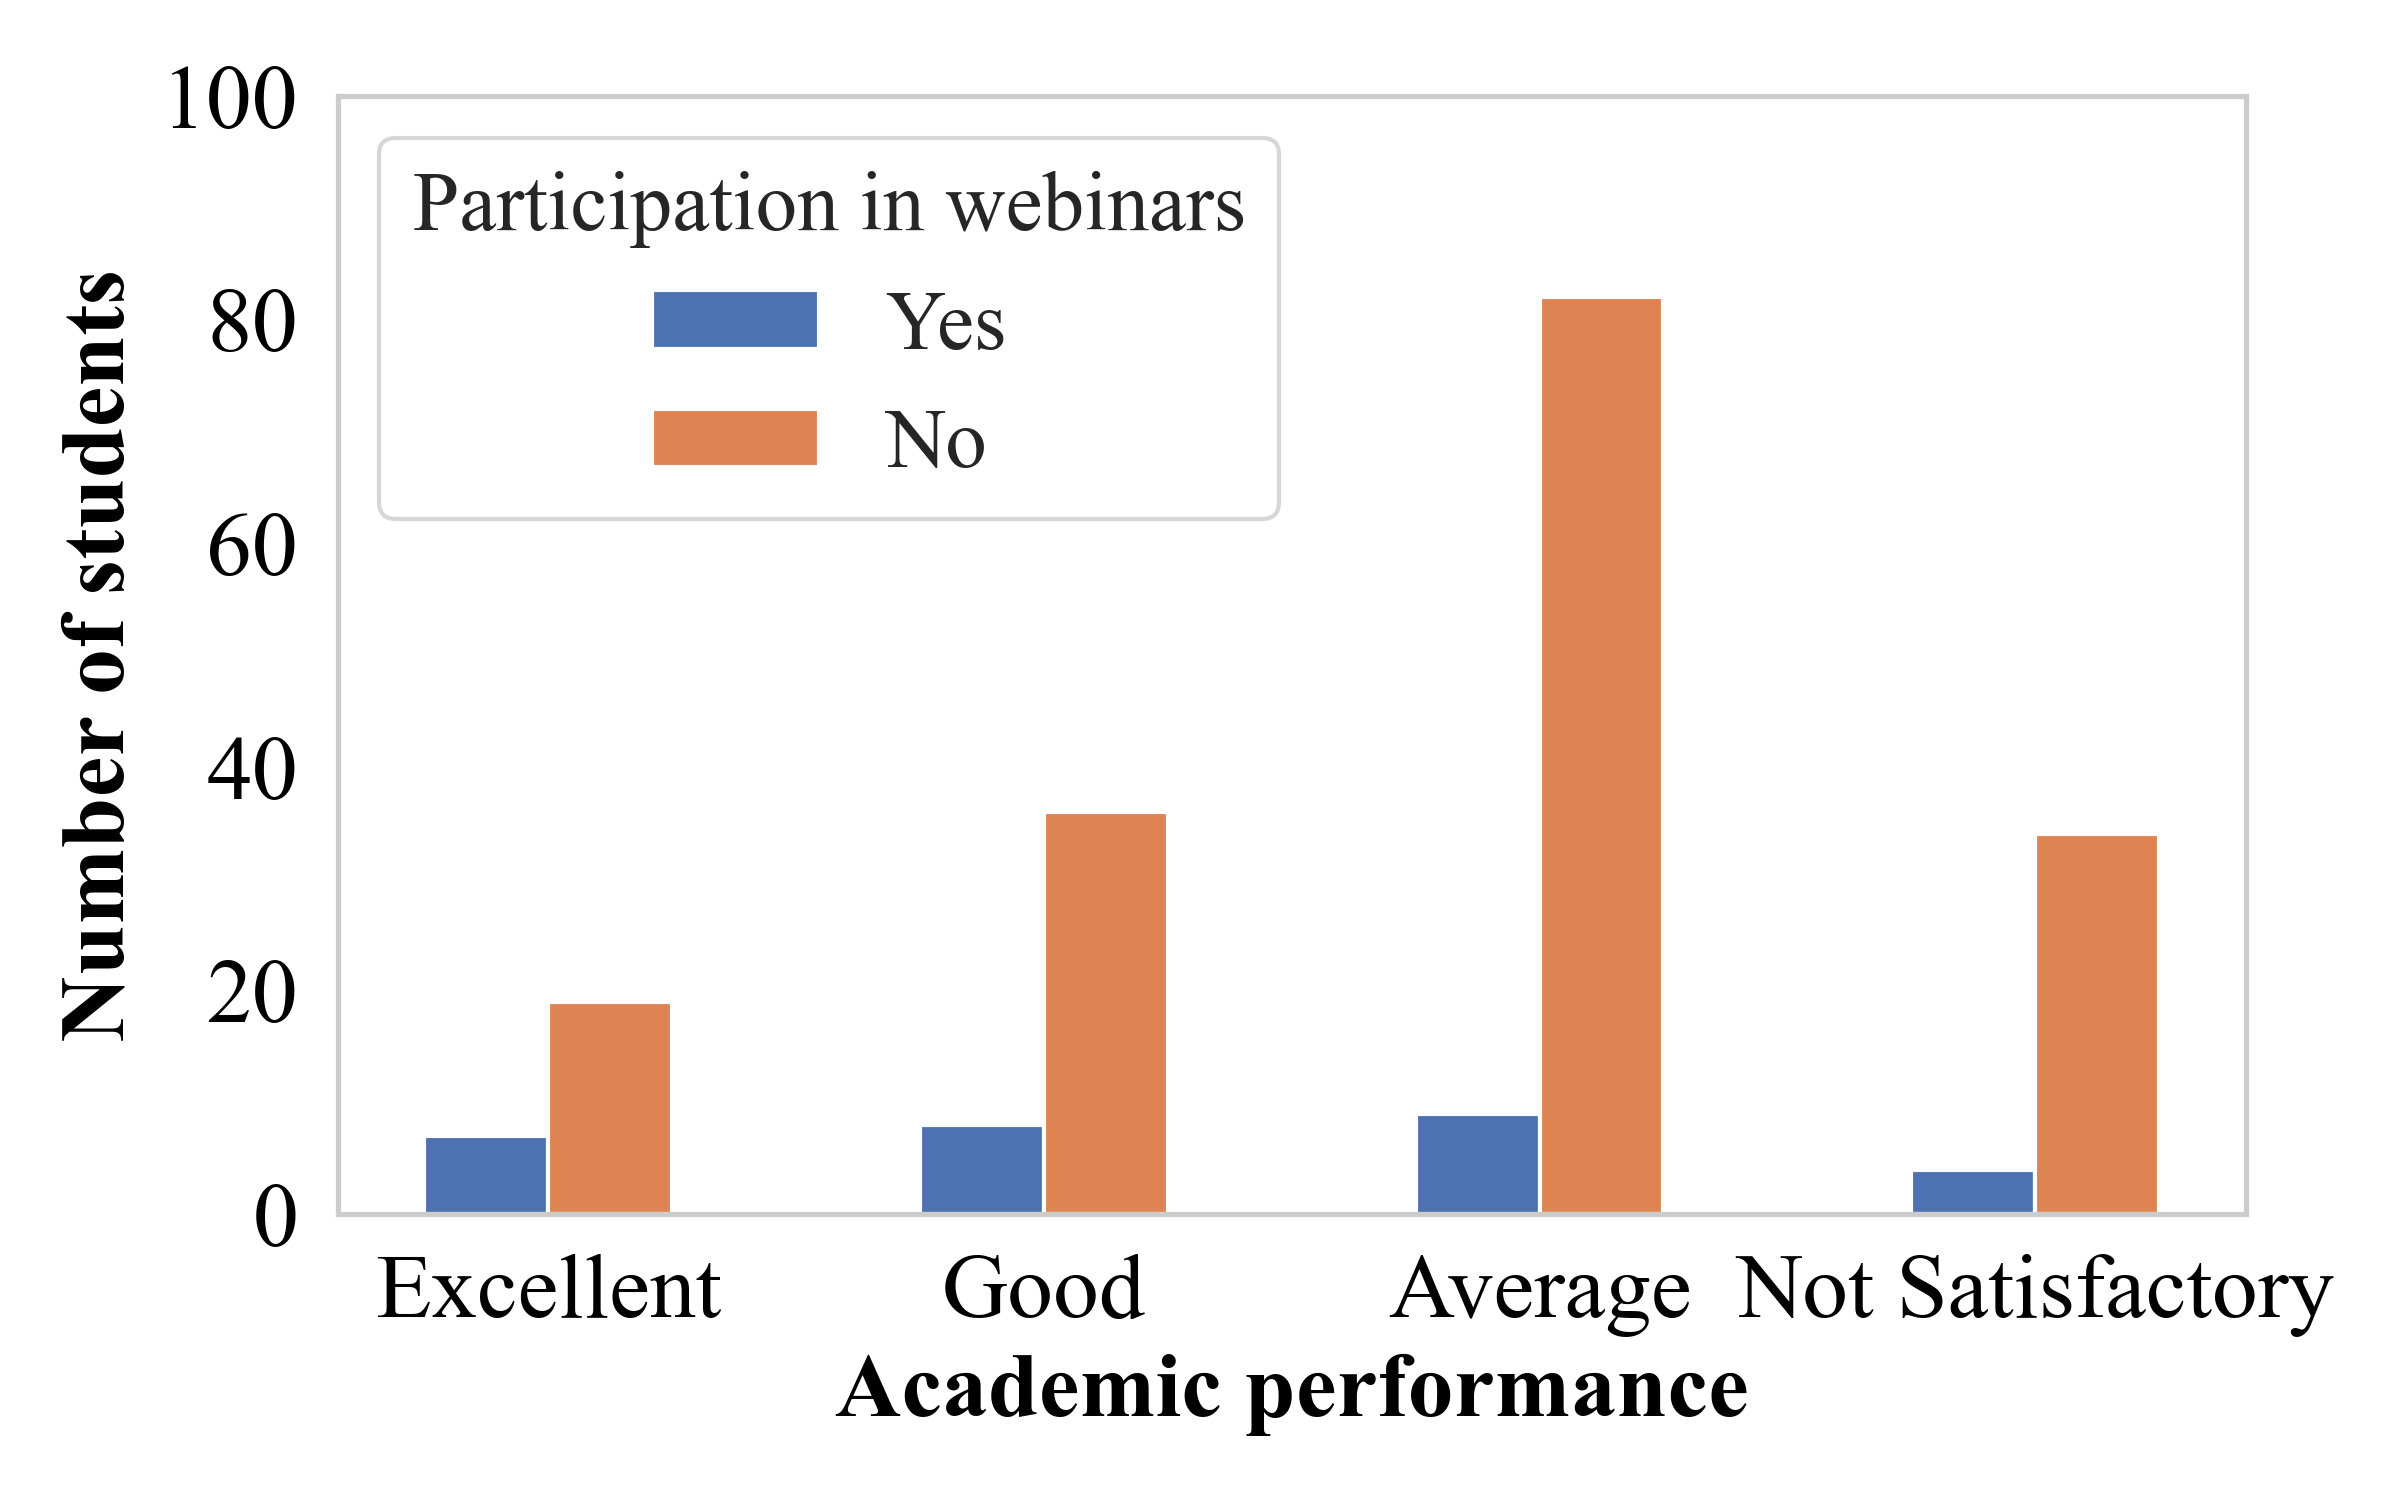 100
80
60
40
20
0
Number of students
Participation in webinars
Yes
No
Excellent Good Average Not Satisfactory
Academic performance